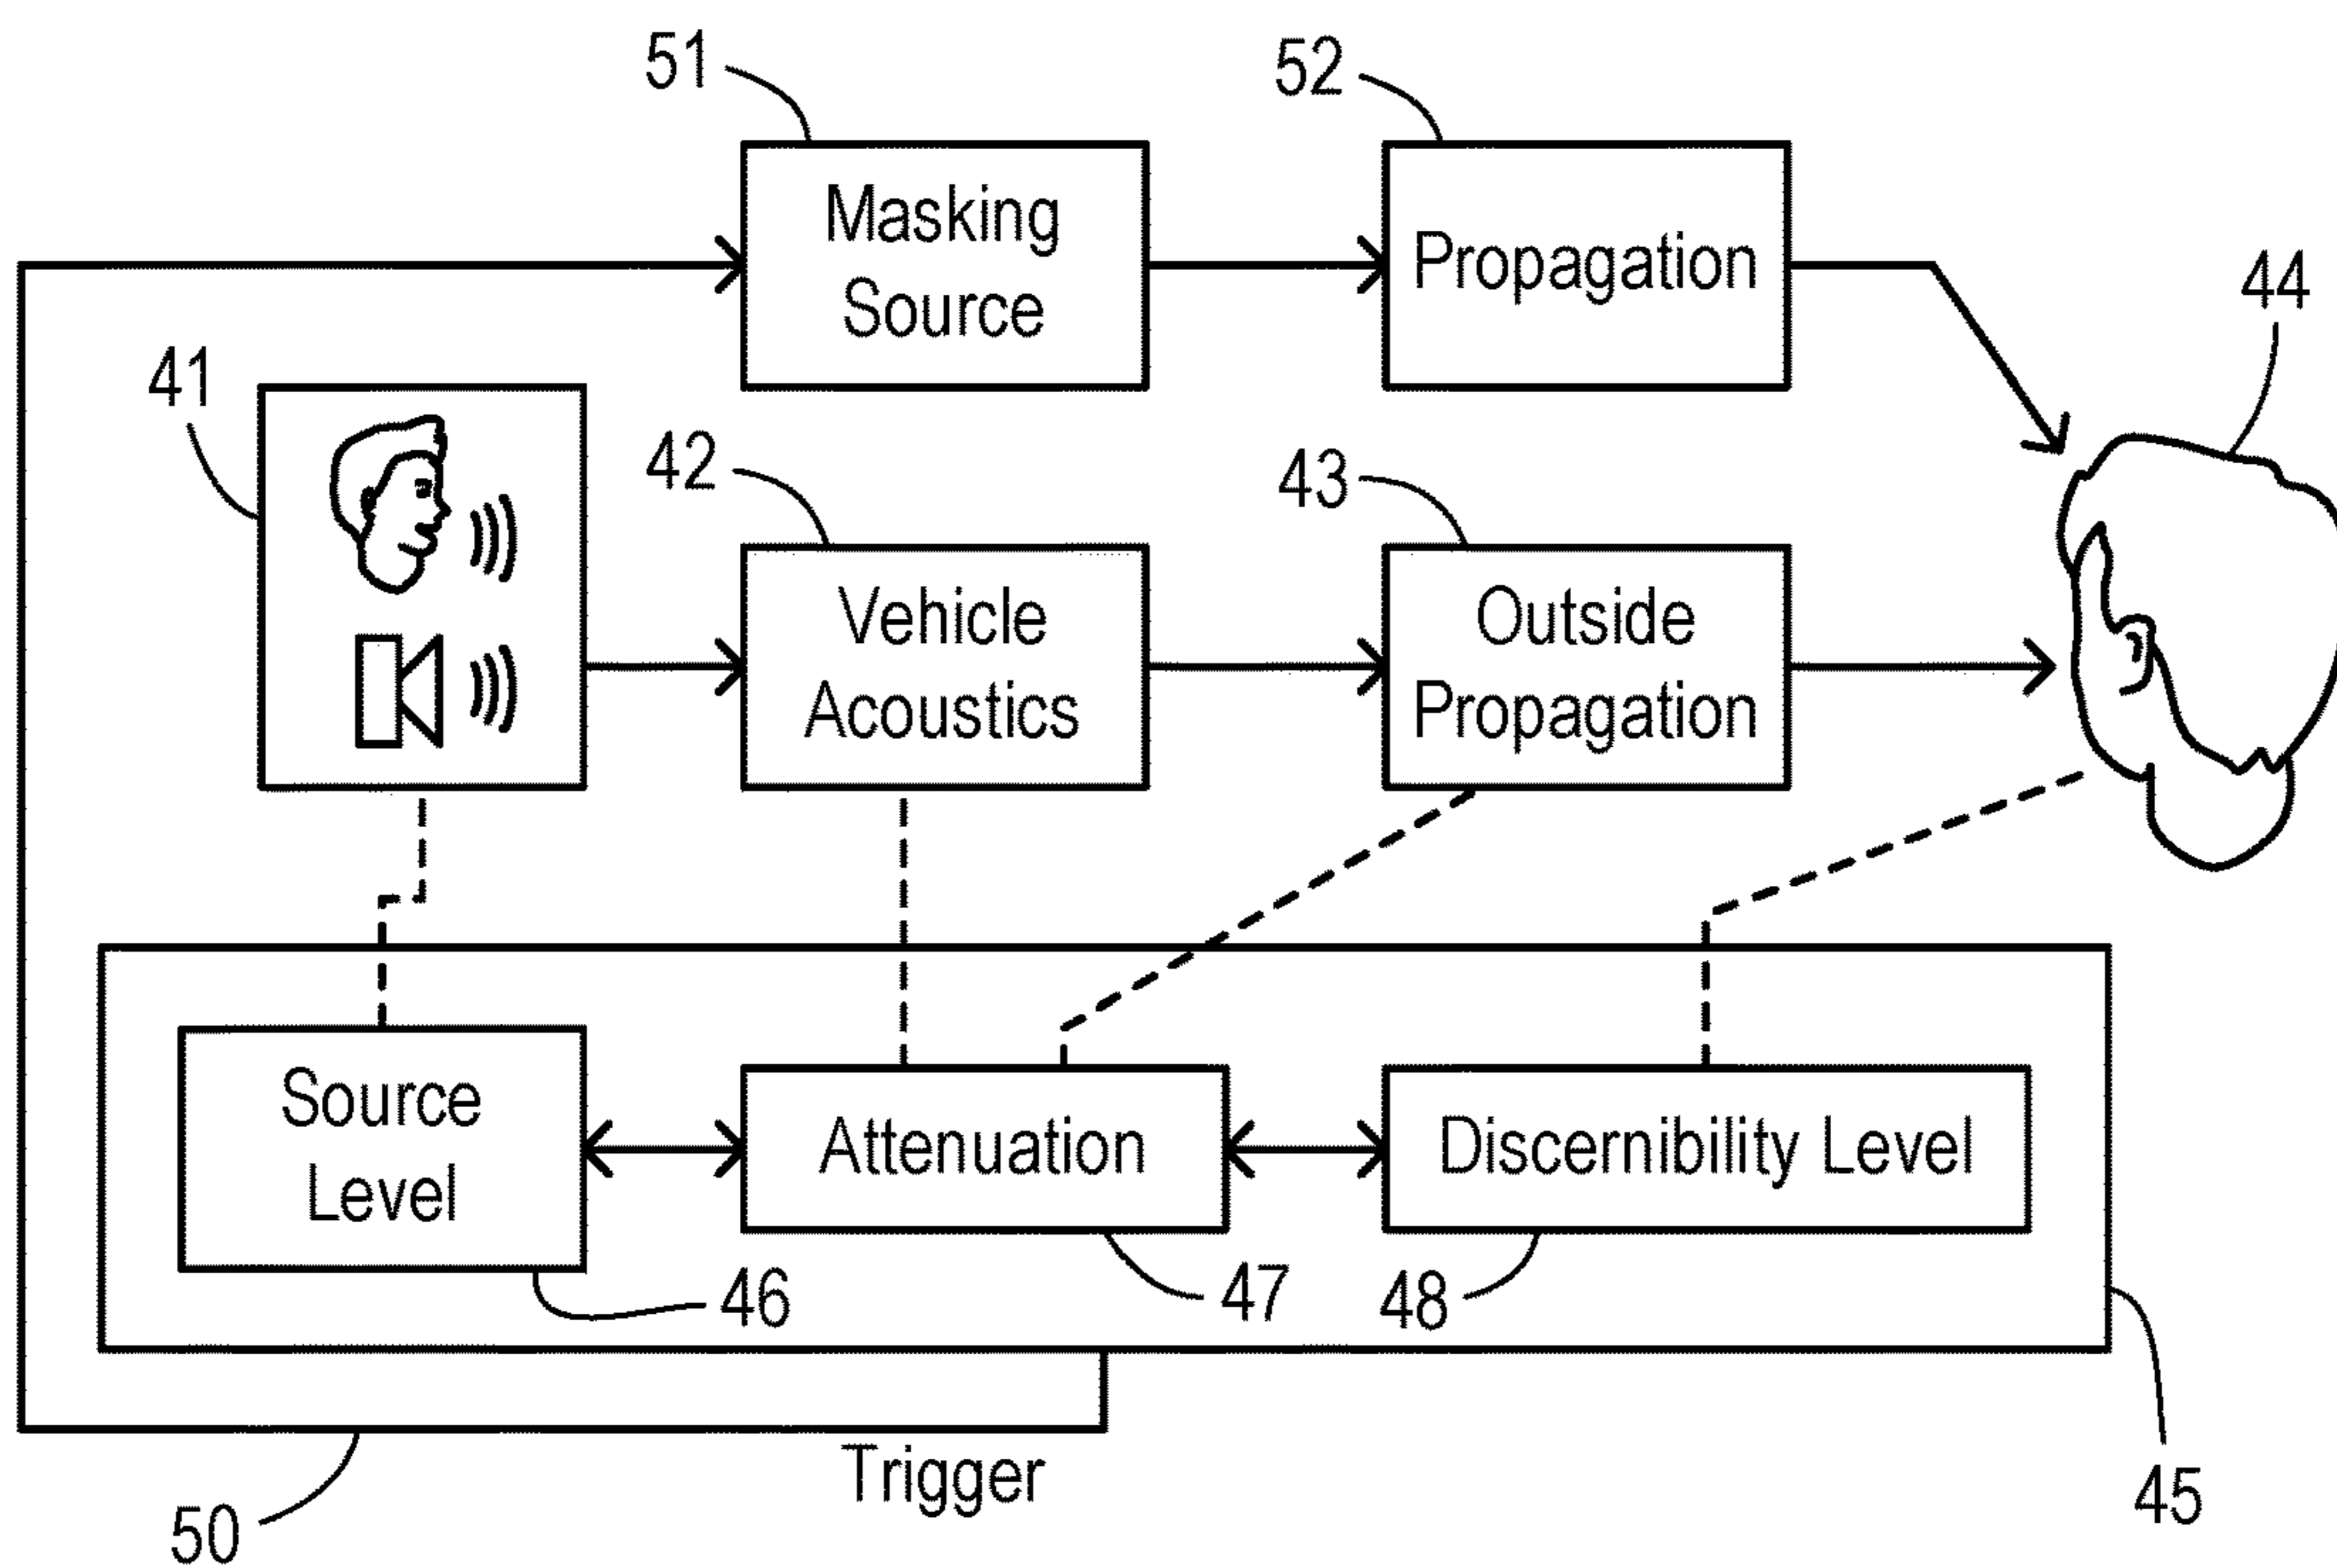 51
52
Masking
Source
Propagation
44
41
42
43
Vehicle
Acoustics
Outside
Propagation
Source
Level
Attenuation
Discernibility Level
46
47
48
Trigger
45
50